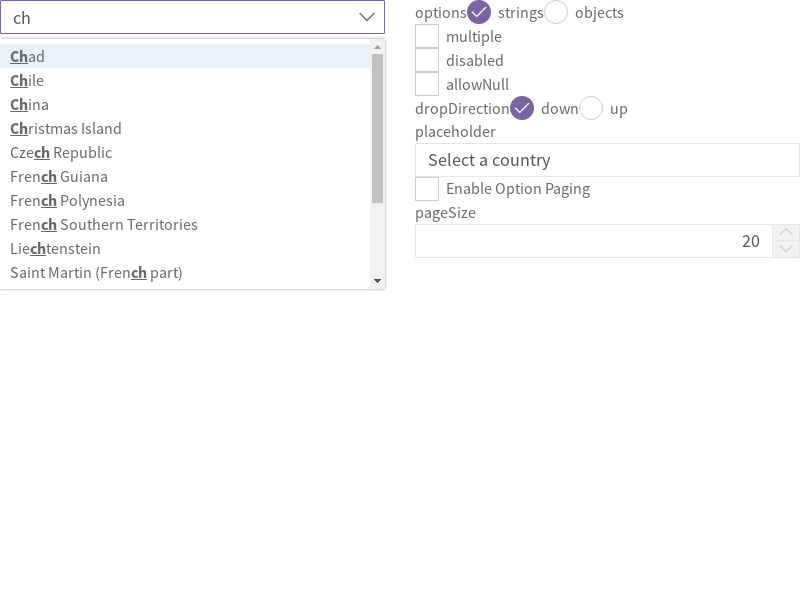 ch
Chad
Chile
China
Christmas Island
Czech Republic
French Guiana
French Polynesia
French Southern Territories
Liechtenstein
Saint Martin (French part)
options strings objects
multiple
disabled
allowNull
dropDirection down up
placeholder
Select a country
Enable Option Paging
pageSize
20